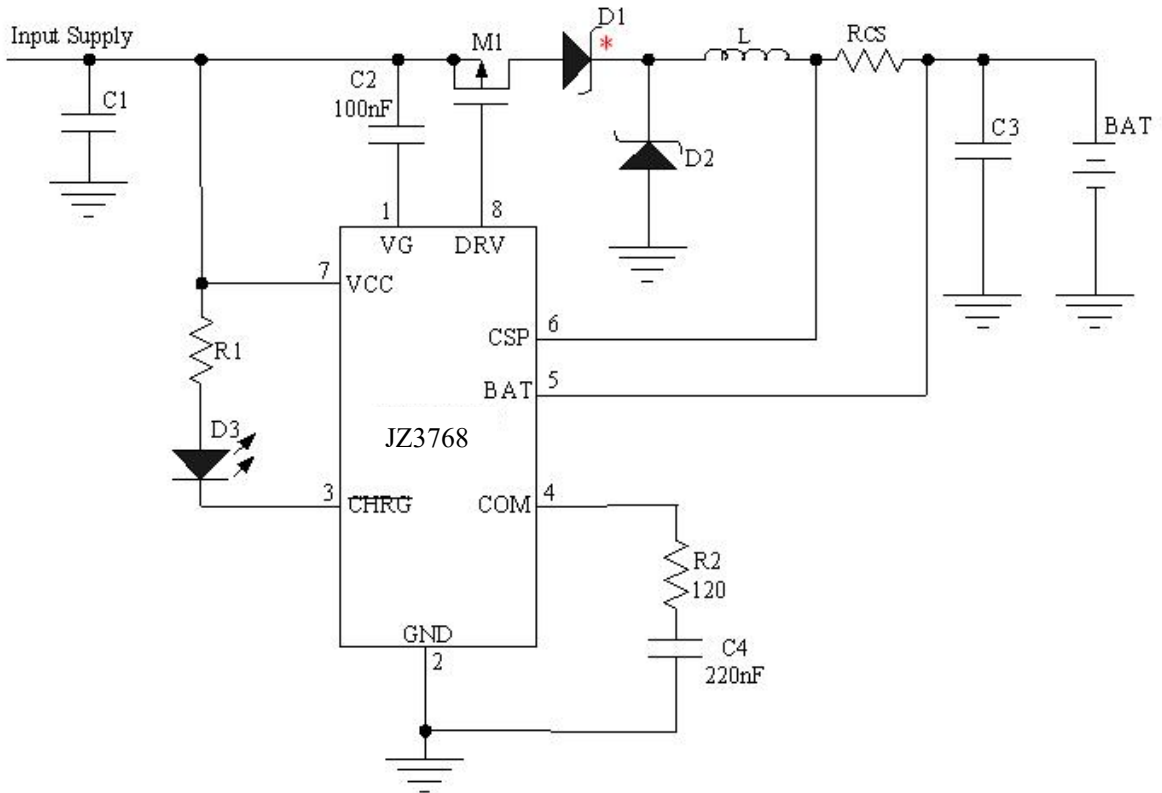 D1
Input Supply
M1
*
L
RCS
C2
100nF
C1
D2
C3
BAT
1
8
VG
DRV
7
VCC
6
CSP
R1
5
BAT
D3
JZ3768
3
CHRG
COM
4
R2
120
GND
2
C4
220nF